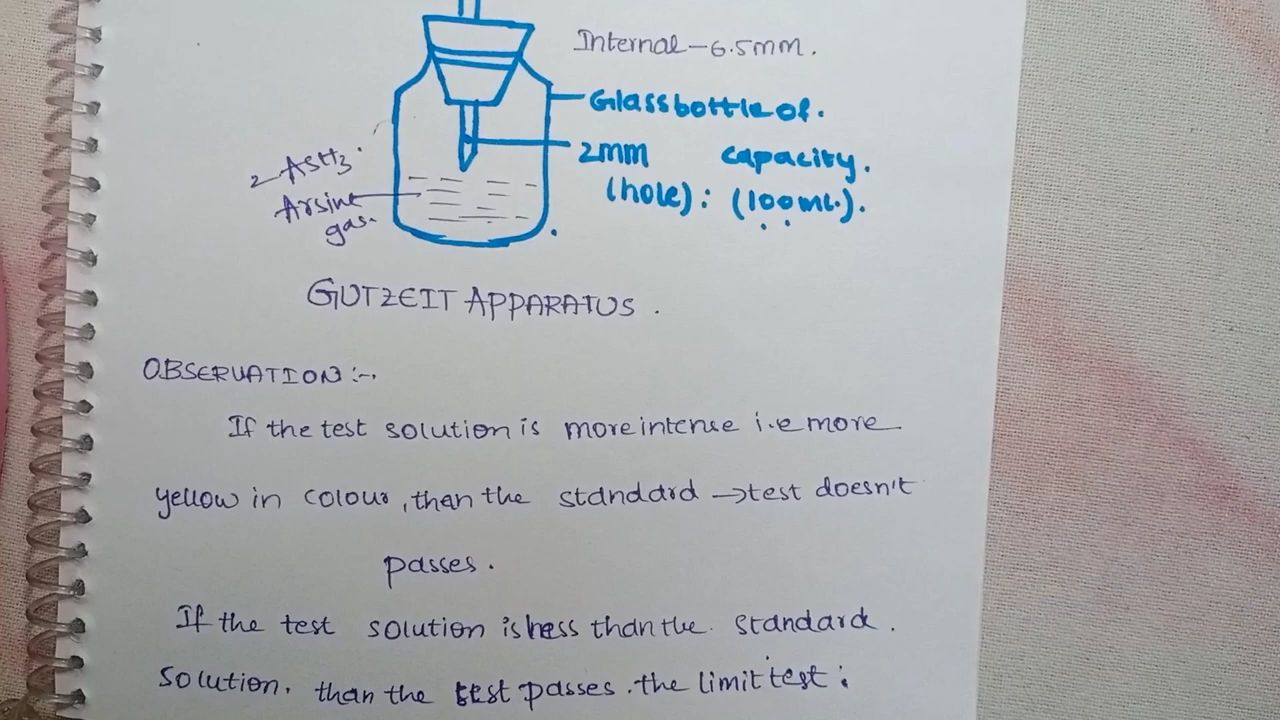 Internal - 6.5mm.
Glassbottle of.
2mm capacity.
(hole): (100ml.).
2 AsH3.
Arsine
gas.
GUTZEIT APPARATUS.
OBSERVATION:-.
If the test solution is more intense i.e more
yellow in colour, than the standard → test doesn't
passes.
If the test solution is less than the. standard.
solution. than the test passes. the limit test: